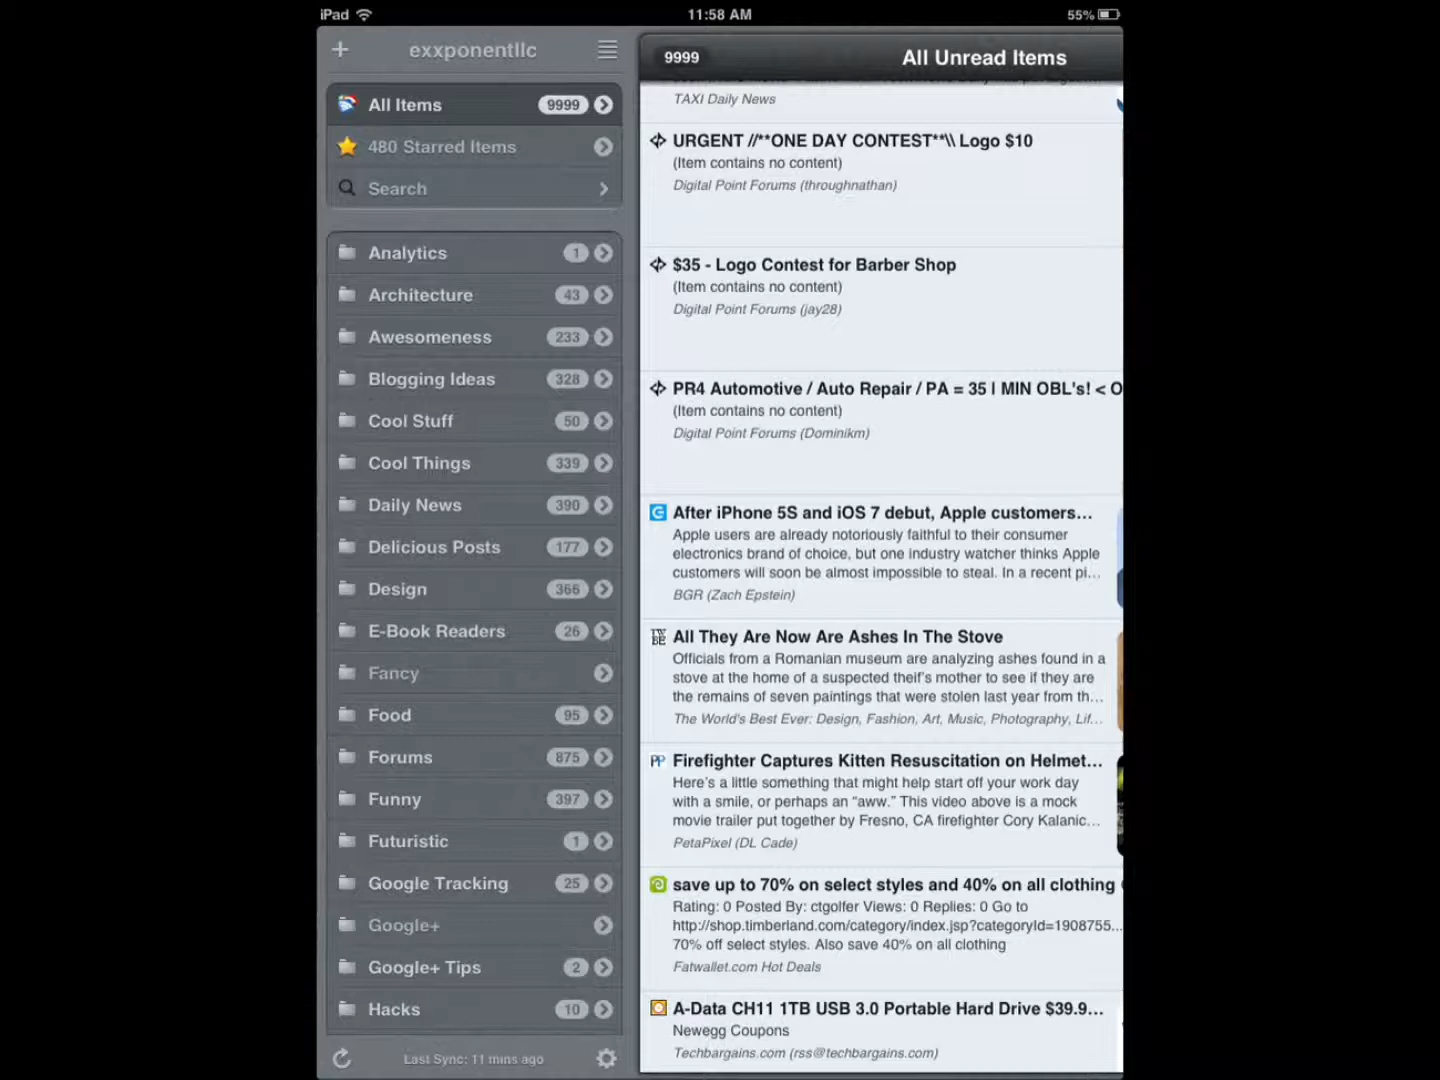 iPad
11:58 AM
55%
exxponentllc
All Items 9999
480 Starred Items
Search
Analytics 1
Architecture 43
Awesomeness 233
Blogging Ideas 328
Cool Stuff 50
Cool Things 339
Daily News 390
Delicious Posts 177
Design 366
E-Book Readers 26
Fancy
Food 95
Forums 875
Funny 397
Futuristic 1
Google Tracking 25
Google+
Google+ Tips 2
Hacks 10
Last Sync: 11 mins ago
9999
All Unread Items
TAXI Daily News
URGENT //**ONE DAY CONTEST**\\ Logo $10
(Item contains no content)
Digital Point Forums (throughnathan)
$35 - Logo Contest for Barber Shop
(Item contains no content)
Digital Point Forums (jay28)
PR4 Automotive / Auto Repair / PA = 35 | MIN OBL's! < O
(Item contains no content)
Digital Point Forums (Dominikm)
After iPhone 5S and iOS 7 debut, Apple customers...
Apple users are already notoriously faithful to their consumer
electronics brand of choice, but one industry watcher thinks Apple
customers will soon be almost impossible to steal. In a recent pi...
BGR (Zach Epstein)
TW
BE
All They Are Now Are Ashes In The Stove
Officials from a Romanian museum are analyzing ashes found in a
stove at the home of a suspected theif's mother to see if they are
the remains of seven paintings that were stolen last year from th...
The World's Best Ever: Design, Fashion, Art, Music, Photography, Lif...
PP
Firefighter Captures Kitten Resuscitation on Helmet...
Here's a little something that might help start off your work day
with a smile, or perhaps an “aww.” This video above is a mock
movie trailer put together by Fresno, CA firefighter Cory Kalanic...
PetaPixel (DL Cade)
save up to 70% on select styles and 40% on all clothing
Rating: 0 Posted By: ctgolfer Views: 0 Replies: 0 Go to
http://shop.timberland.com/category/index.jsp?categoryId=1908755...
70% off select styles. Also save 40% on all clothing
Fatwallet.com Hot Deals
A-Data CH11 1TB USB 3.0 Portable Hard Drive $39.9...
Newegg Coupons
Techbargains.com (rss@techbargains.com)